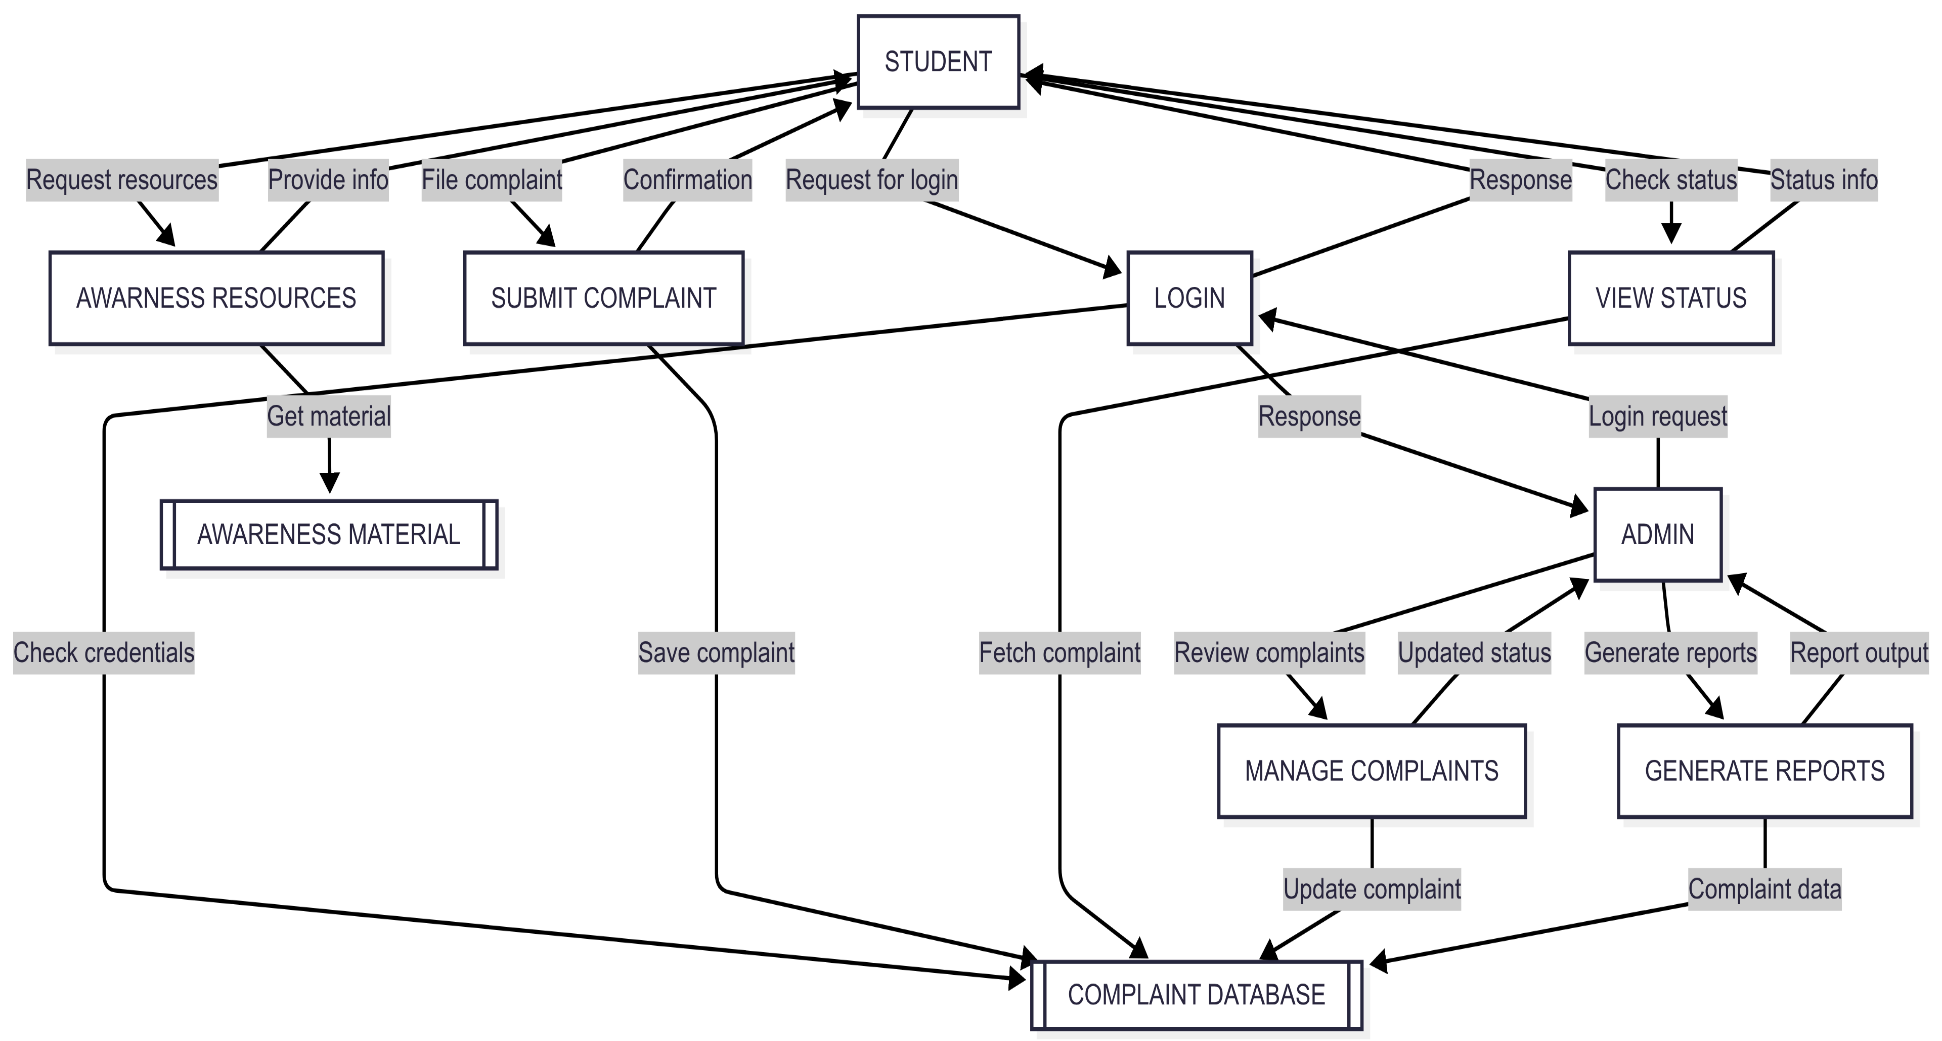 STUDENT
Request resources
Provide info
File complaint
Confirmation
Request for login
Response
Check status
Status info
AWARNESS RESOURCES
SUBMIT COMPLAINT
LOGIN
VIEW STATUS
Get material
Response
Login request
AWARENESS MATERIAL
ADMIN
Check credentials
Save complaint
Fetch complaint
Review complaints
Updated status
Generate reports
Report output
MANAGE COMPLAINTS
GENERATE REPORTS
Update complaint
Complaint data
COMPLAINT DATABASE